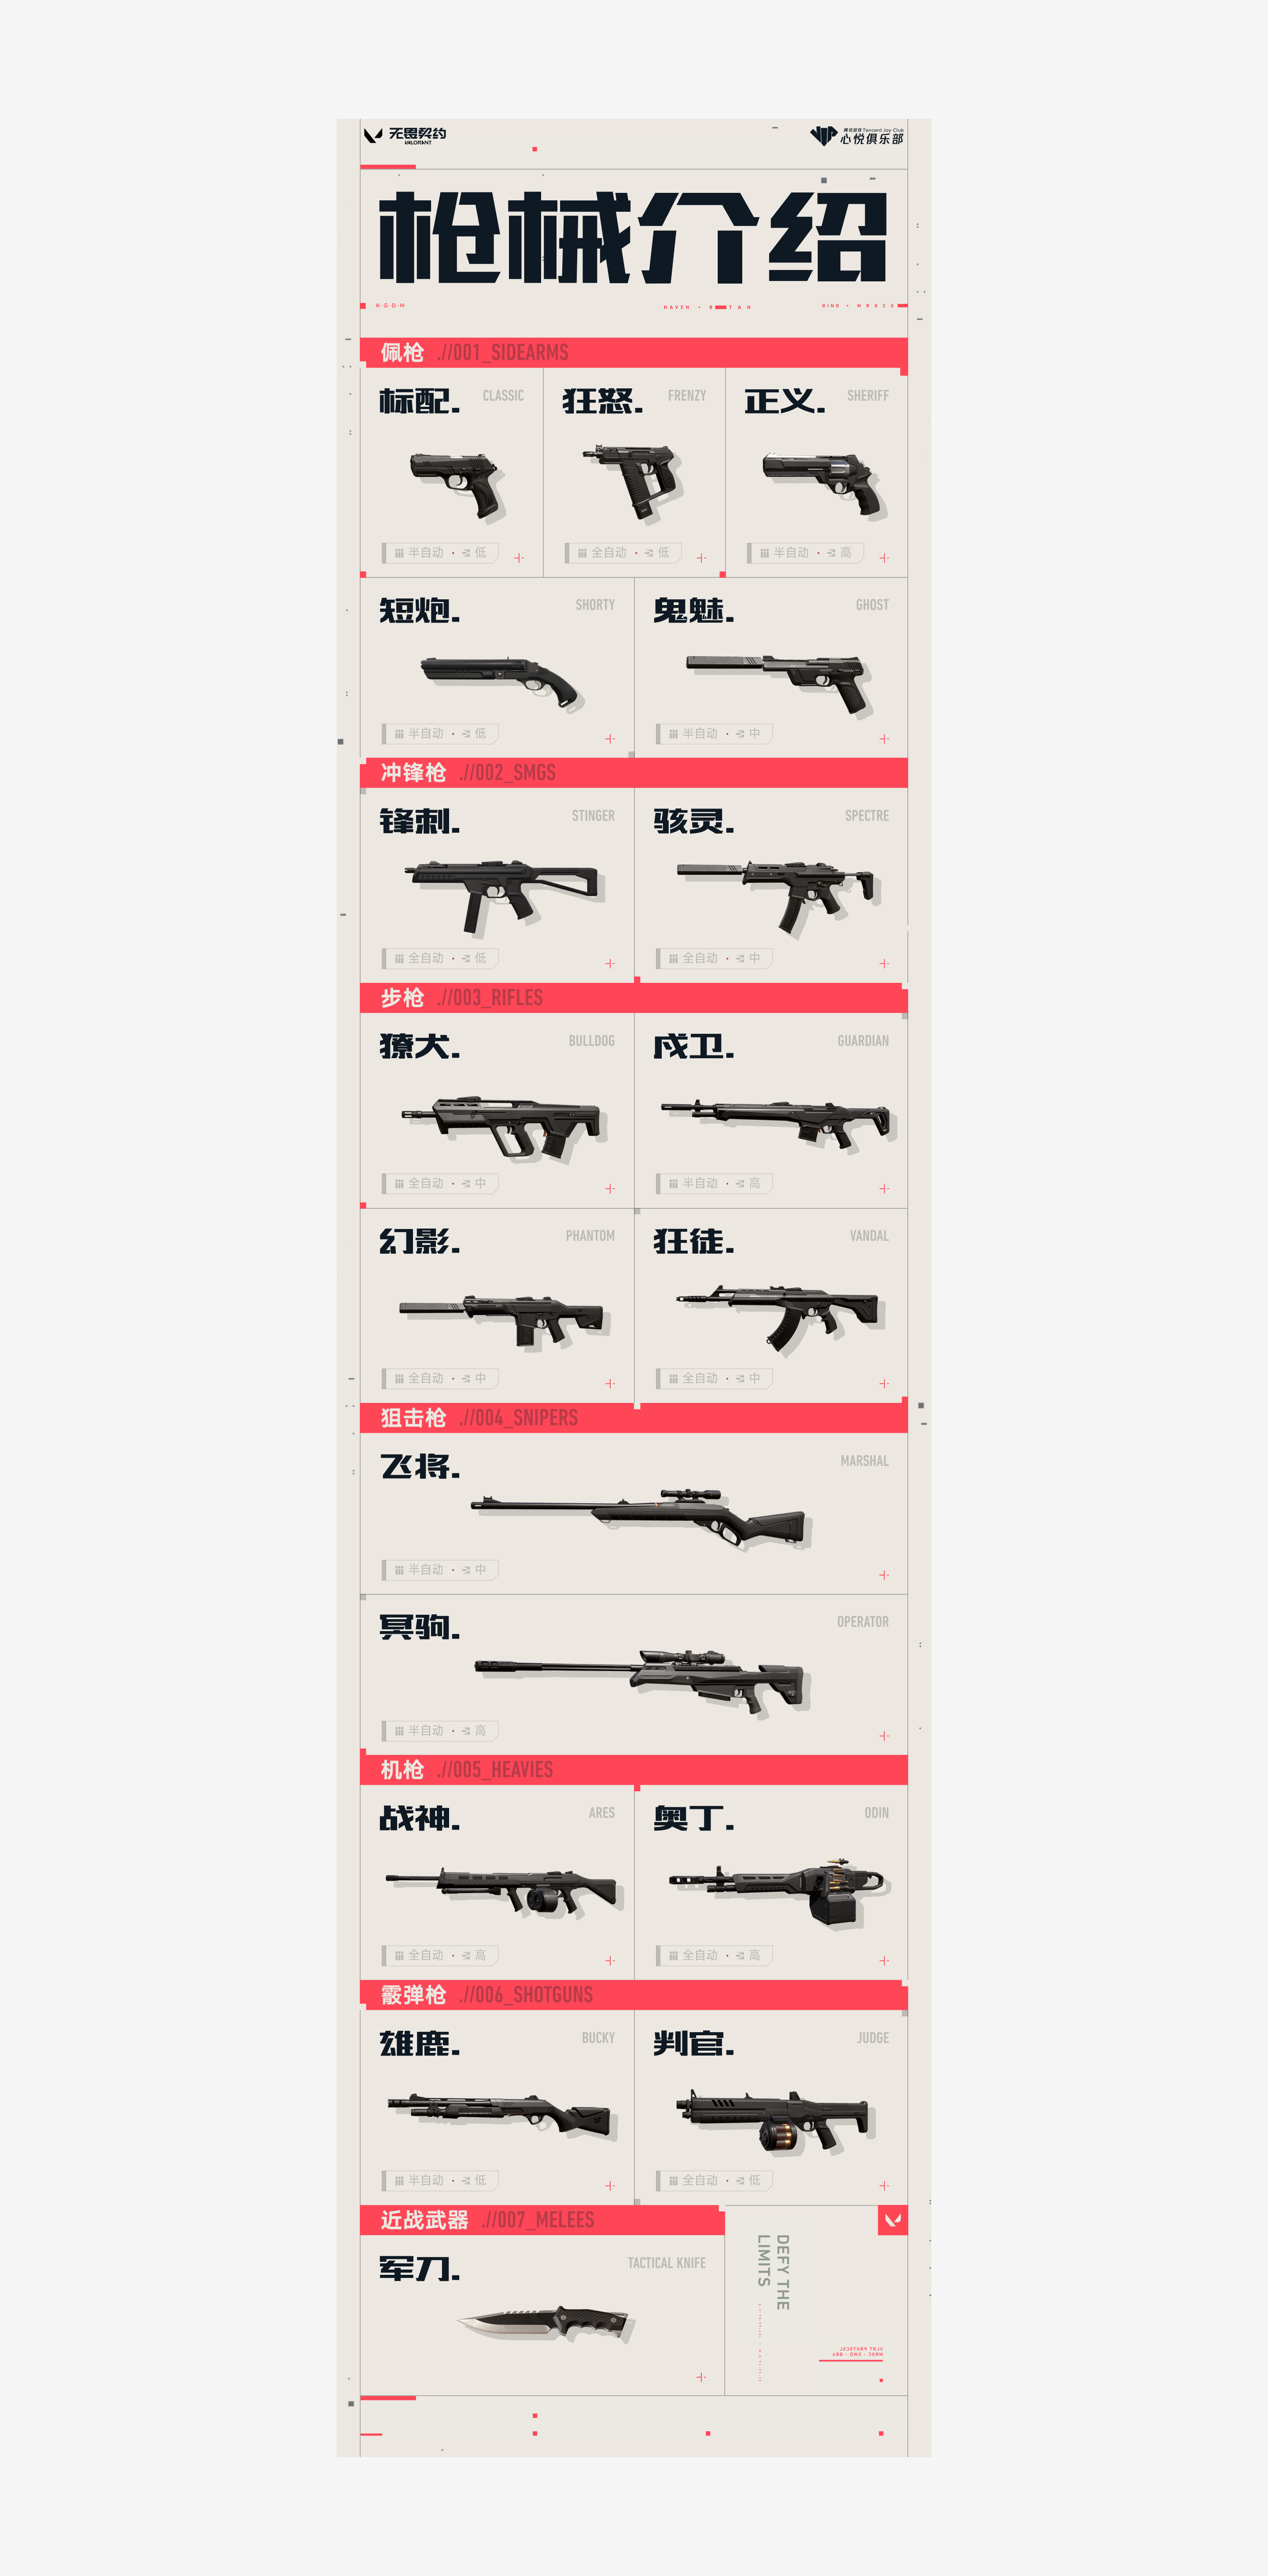 无畏契约
VALORANT
腾讯游戏 Tencent Joy Club
心悦俱乐部
枪械介绍
K-G-D-M
佩枪 .//001_SIDEARMS
标配. CLASSIC
狂怒. FRENZY
正义. SHERIFF
半自动 · 低
全自动 · 低
半自动 · 高
短炮. SHORTY
鬼魅. GHOST
半自动 · 低
半自动 · 中
冲锋枪 .//002_SMGS
锋刺. STINGER
骇灵. SPECTRE
全自动 · 低
全自动 · 中
步枪 .//003_RIFLES
獠犬. BULLDOG
戍卫. GUARDIAN
全自动 · 中
半自动 · 高
幻影. PHANTOM
狂徒. VANDAL
全自动 · 中
全自动 · 中
狙击枪 .//004_SNIPERS
飞将. MARSHAL
半自动 · 中
冥驹. OPERATOR
半自动 · 高
机枪 .//005_HEAVIES
战神. ARES
奥丁. ODIN
全自动 · 高
全自动 · 高
霰弹枪 .//006_SHOTGUNS
雄鹿. BUCKY
判官. JUDGE
半自动 · 低
全自动 · 低
近战武器 .//007_MELEES
军刀. TACTICAL KNIFE
DEFY THE
LIMITS